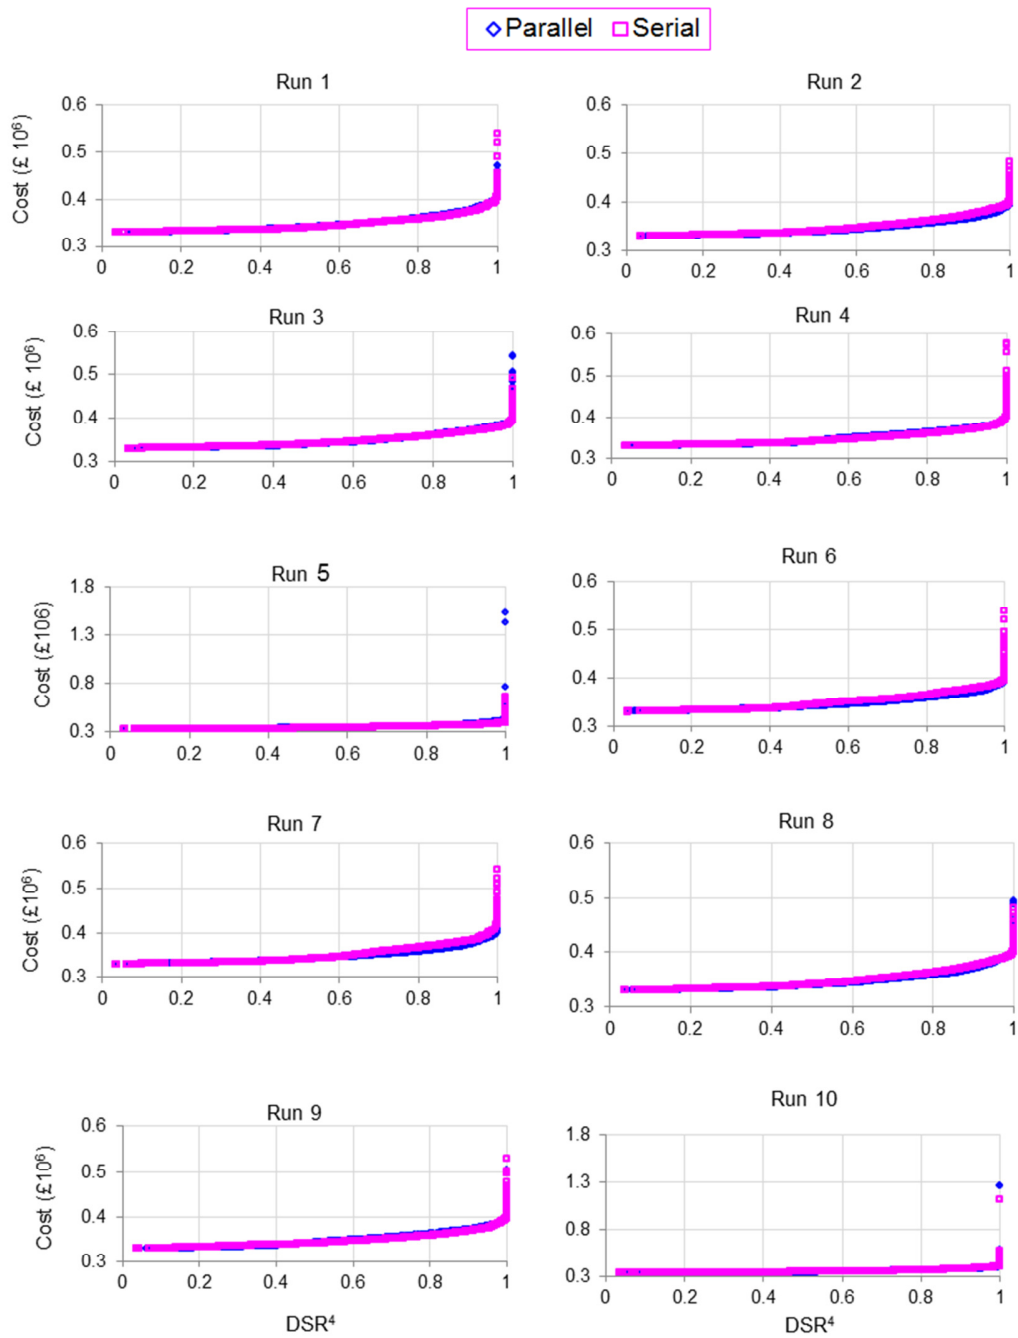 Parallel Serial
Run 1
Cost (£ 10⁶)
0.6
0.5
0.4
0.3
0 0.2 0.4 0.6 0.8 1
Run 2
0.6
0.5
0.4
0.3
0 0.2 0.4 0.6 0.8 1
Run 3
Cost (£ 10⁶)
0.6
0.5
0.4
0.3
0 0.2 0.4 0.6 0.8 1
Run 4
0.6
0.5
0.4
0.3
0 0.2 0.4 0.6 0.8 1
Run 5
Cost (£106)
1.8
1.3
0.8
0.3
0 0.2 0.4 0.6 0.8 1
Run 6
0.6
0.5
0.4
0.3
0 0.2 0.4 0.6 0.8 1
Run 7
Cost (£10⁶)
0.6
0.5
0.4
0.3
0 0.2 0.4 0.6 0.8 1
Run 8
0.6
0.5
0.4
0.3
0 0.2 0.4 0.6 0.8 1
Run 9
Cost (£10⁶)
0.6
0.5
0.4
0.3
0 0.2 0.4 0.6 0.8 1
DSR⁴
Run 10
1.8
1.3
0.8
0.3
0 0.2 0.4 0.6 0.8 1
DSR⁴